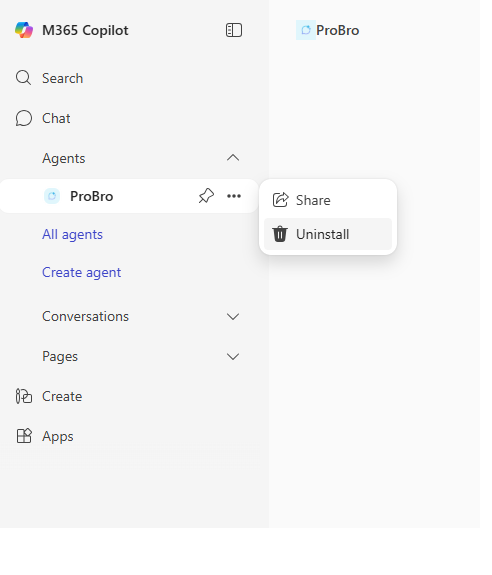 M365 Copilot
ProBro
Search
Chat
Agents
ProBro
Share
All agents
Uninstall
Create agent
Conversations
Pages
Create
Apps